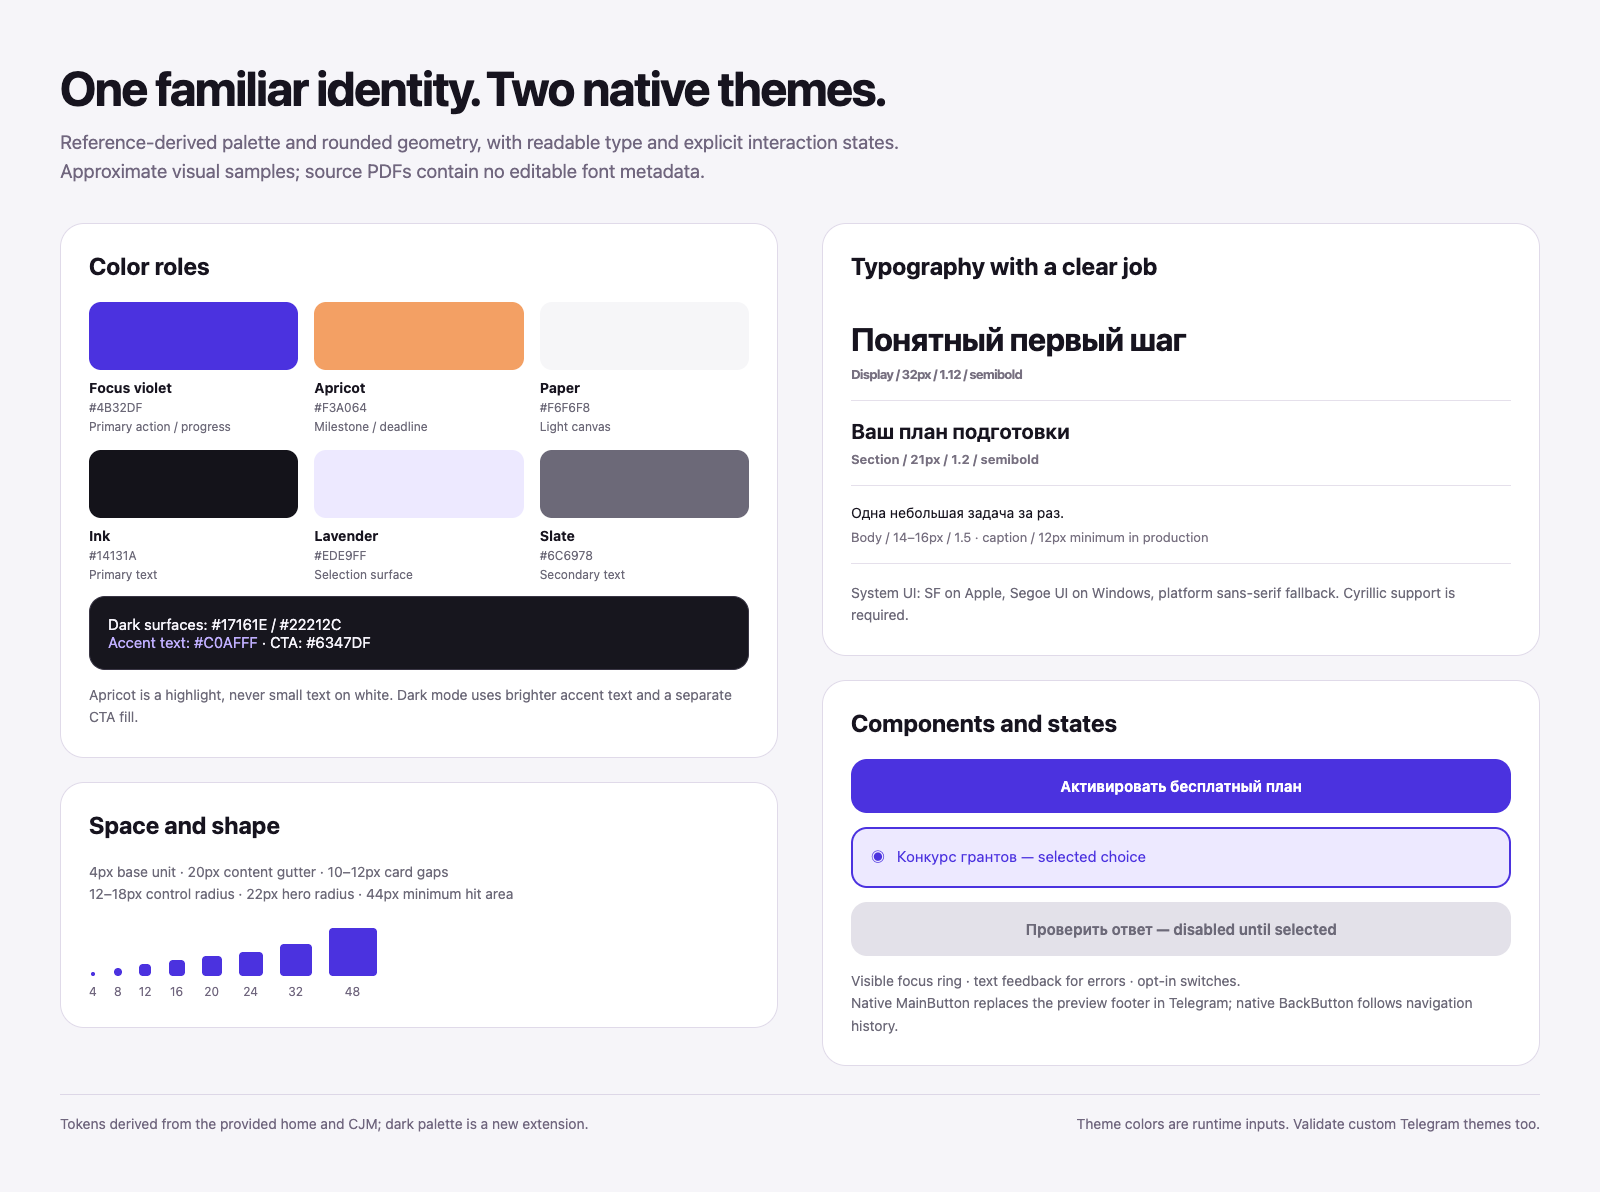 One familiar identity. Two native themes.
Reference-derived palette and rounded geometry, with readable type and explicit interaction states.
Approximate visual samples; source PDFs contain no editable font metadata.
Color roles
Focus violet
#4B32DF
Primary action / progress
Apricot
#F3A064
Milestone / deadline
Paper
#F6F6F8
Light canvas
Ink
#14131A
Primary text
Lavender
#EDE9FF
Selection surface
Slate
#6C6978
Secondary text
Dark surfaces: #17161E / #22212C
Accent text: #C0AFFF · CTA: #6347DF
Apricot is a highlight, never small text on white. Dark mode uses brighter accent text and a separate
CTA fill.
Space and shape
4px base unit · 20px content gutter · 10–12px card gaps
12–18px control radius · 22px hero radius · 44px minimum hit area
4 8 12 16 20 24 32 48
Typography with a clear job
Понятный первый шаг
Display / 32px / 1.12 / semibold
Ваш план подготовки
Section / 21px / 1.2 / semibold
Одна небольшая задача за раз.
Body / 14–16px / 1.5 · caption / 12px minimum in production
System UI: SF on Apple, Segoe UI on Windows, platform sans-serif fallback. Cyrillic support is
required.
Components and states
Активировать бесплатный план
Конкурс грантов — selected choice
Проверить ответ — disabled until selected
Visible focus ring · text feedback for errors · opt-in switches.
Native MainButton replaces the preview footer in Telegram; native BackButton follows navigation
history.
Tokens derived from the provided home and CJM; dark palette is a new extension.
Theme colors are runtime inputs. Validate custom Telegram themes too.